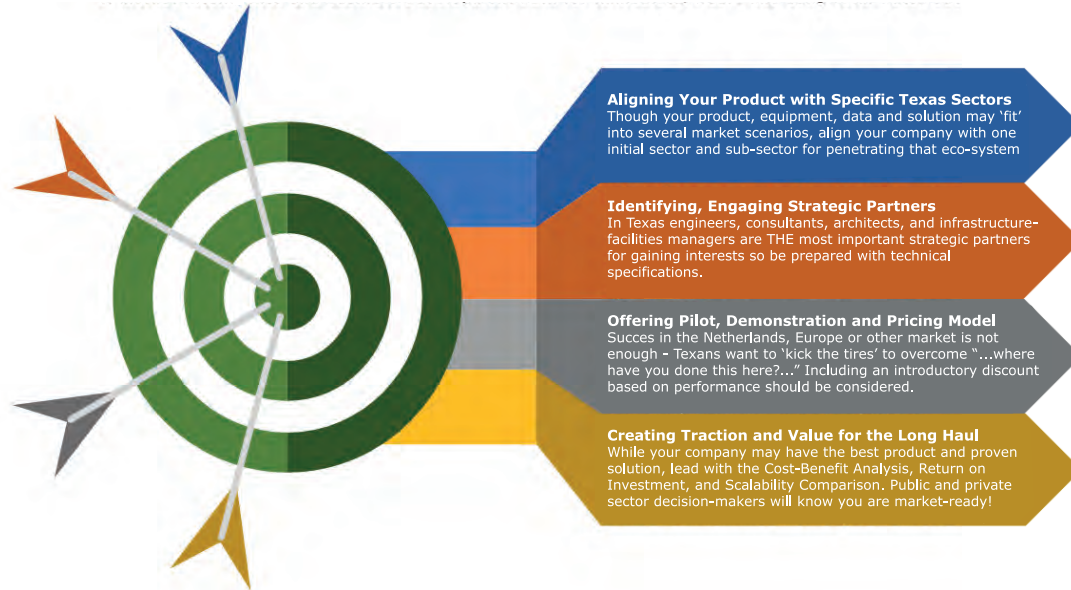 Aligning Your Product with Specific Texas Sectors
Though your product, equipment, data and solution may ‘fit’
into several market scenarios, align your company with one
initial sector and sub-sector for penetrating that eco-system
Identifying, Engaging Strategic Partners
In Texas engineers, consultants, architects, and infrastructure-
facilities managers are THE most important strategic partners
for gaining interests so be prepared with technical
specifications.
Offering Pilot, Demonstration and Pricing Model
Succes in the Netherlands, Europe or other market is not
enough - Texans want to ‘kick the tires’ to overcome “...where
have you done this here?...” Including an introductory discount
based on performance should be considered.
Creating Traction and Value for the Long Haul
While your company may have the best product and proven
solution, lead with the Cost-Benefit Analysis, Return on
Investment, and Scalability Comparison. Public and private
sector decision-makers will know you are market-ready!